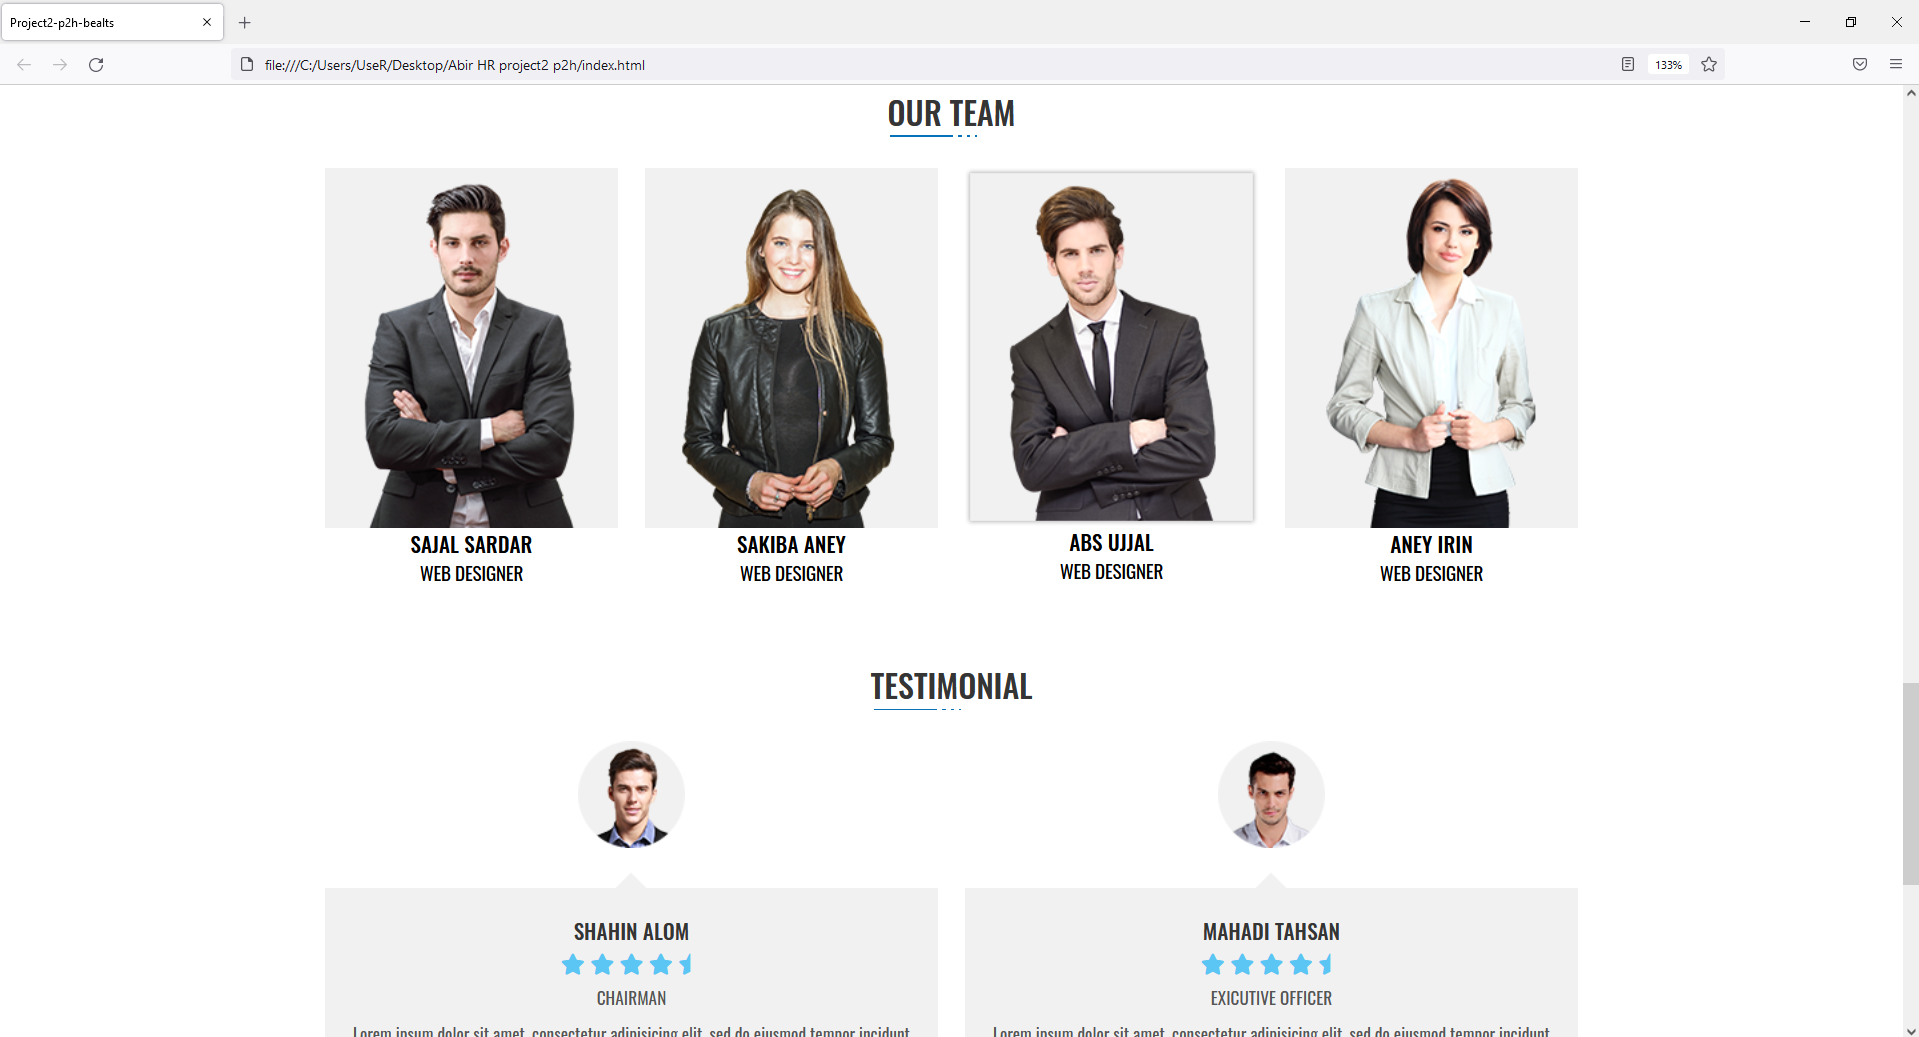 Project2-p2h-bealts
file:///C:/Users/UseR/Desktop/Abir HR project2 p2h/index.html
133%
OUR TEAM
SAJAL SARDAR
WEB DESIGNER
SAKIBA ANEY
WEB DESIGNER
ABS UJJAL
WEB DESIGNER
ANEY IRIN
WEB DESIGNER
TESTIMONIAL
SHAHIN ALOM
CHAIRMAN
Lorem ipsum dolor sit amet, consectetur adipisicing elit, sed do eiusmod tempor incidunt
MAHADI TAHSAN
EXICUTIVE OFFICER
Lorem ipsum dolor sit amet, consectetur adipisicing elit, sed do eiusmod tempor incidunt